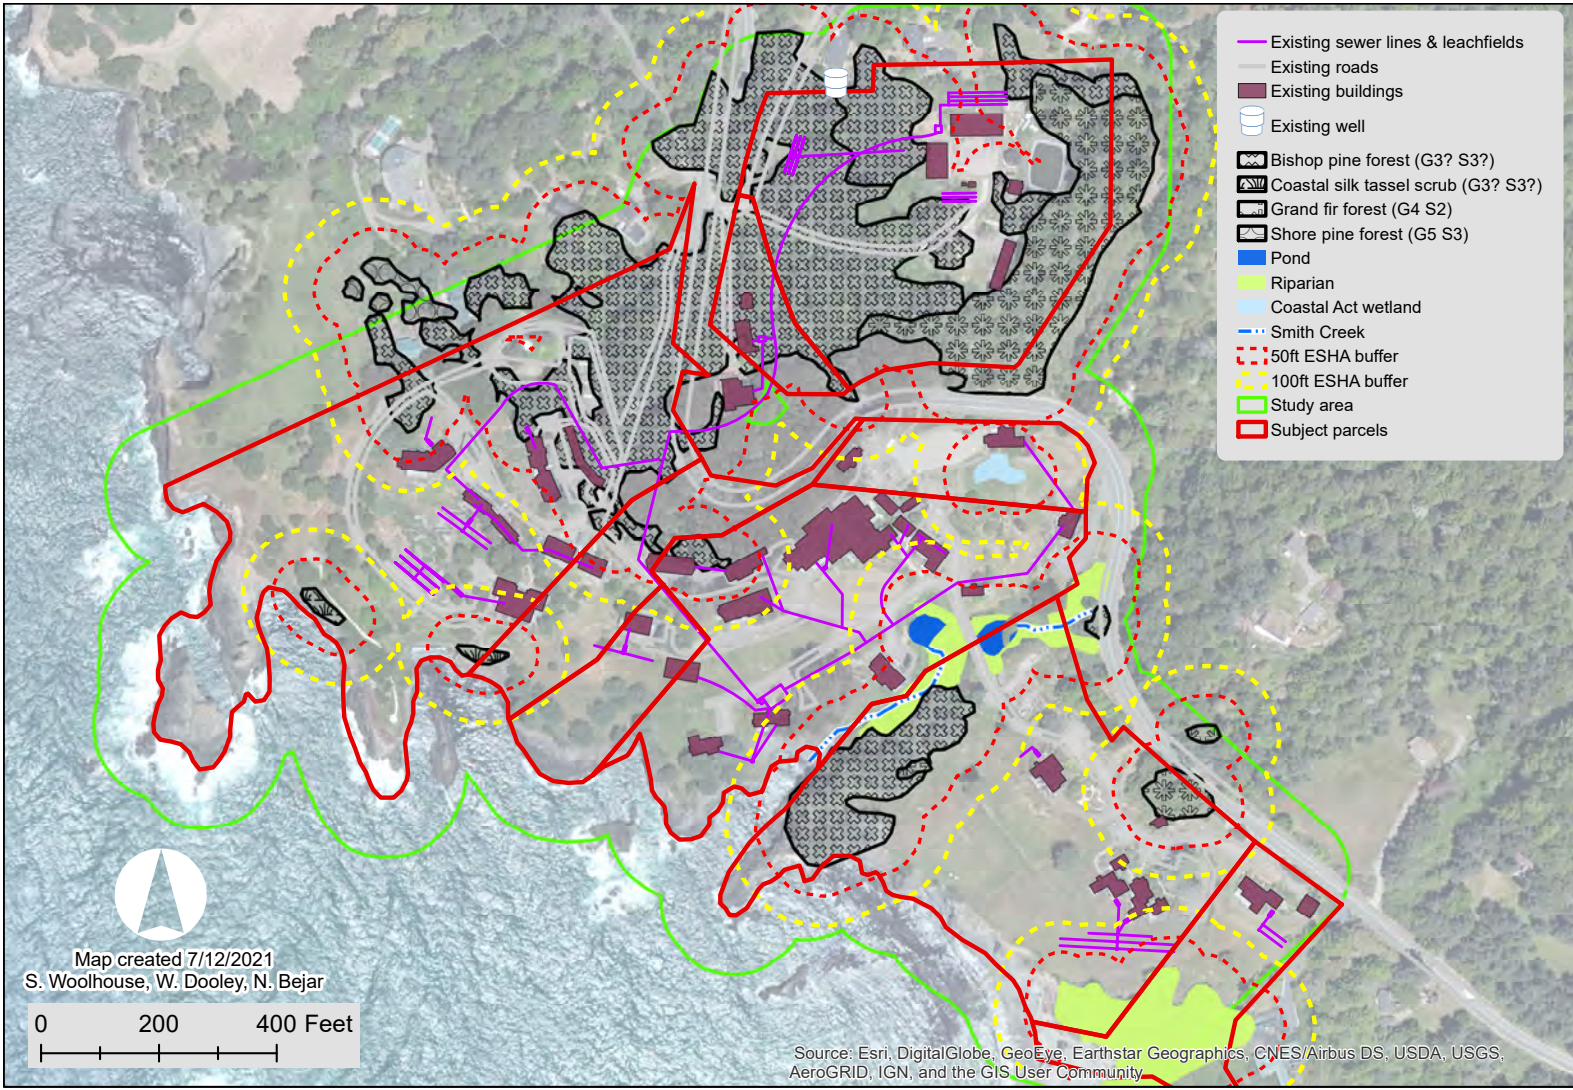 Existing sewer lines & leachfields
Existing roads
Existing buildings
Existing well
Bishop pine forest (G3? S3?)
Coastal silk tassel scrub (G3? S3?)
Grand fir forest (G4 S2)
Shore pine forest (G5 S3)
Pond
Riparian
Coastal Act wetland
Smith Creek
50ft ESHA buffer
100ft ESHA buffer
Study area
Subject parcels
Map created 7/12/2021
S. Woolhouse, W. Dooley, N. Bejar
0 200 400 Feet
Source: Esri, DigitalGlobe, GeoEye, Earthstar Geographics, CNES/Airbus DS, USDA, USGS,
AeroGRID, IGN, and the GIS User Community